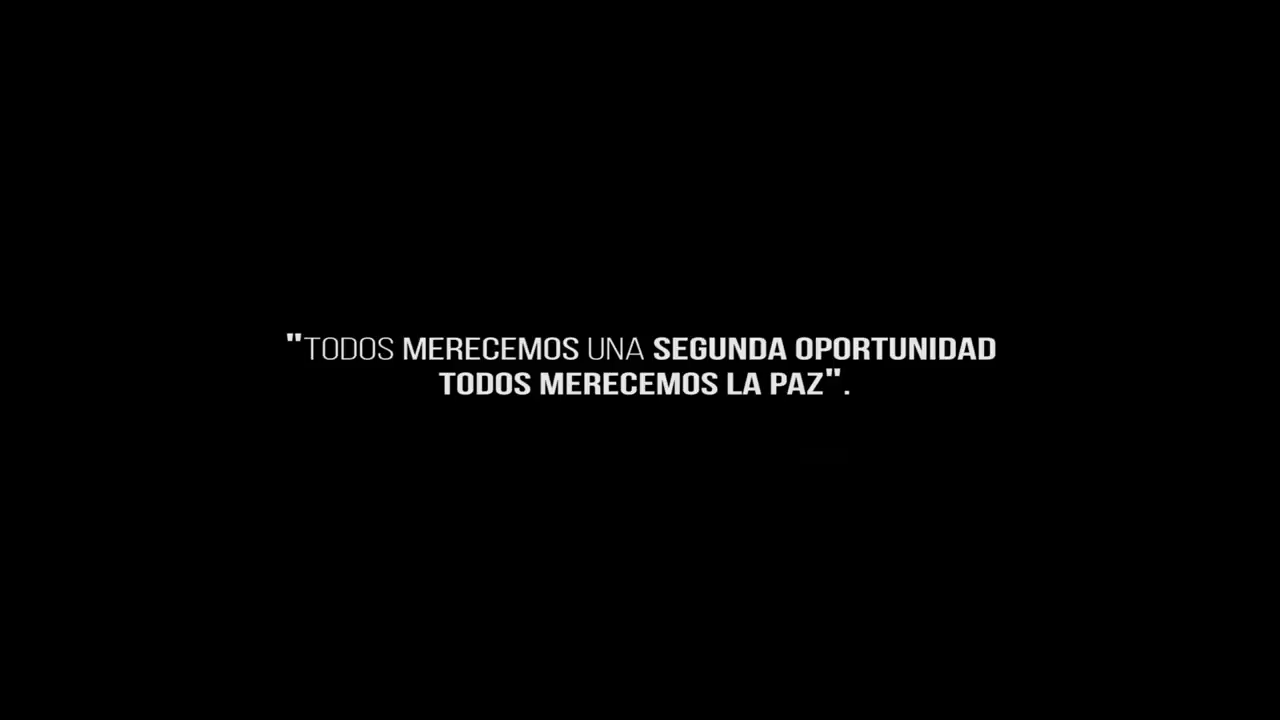 "TODOS MERECEMOS UNA SEGUNDA OPORTUNIDAD
TODOS MERECEMOS LA PAZ".